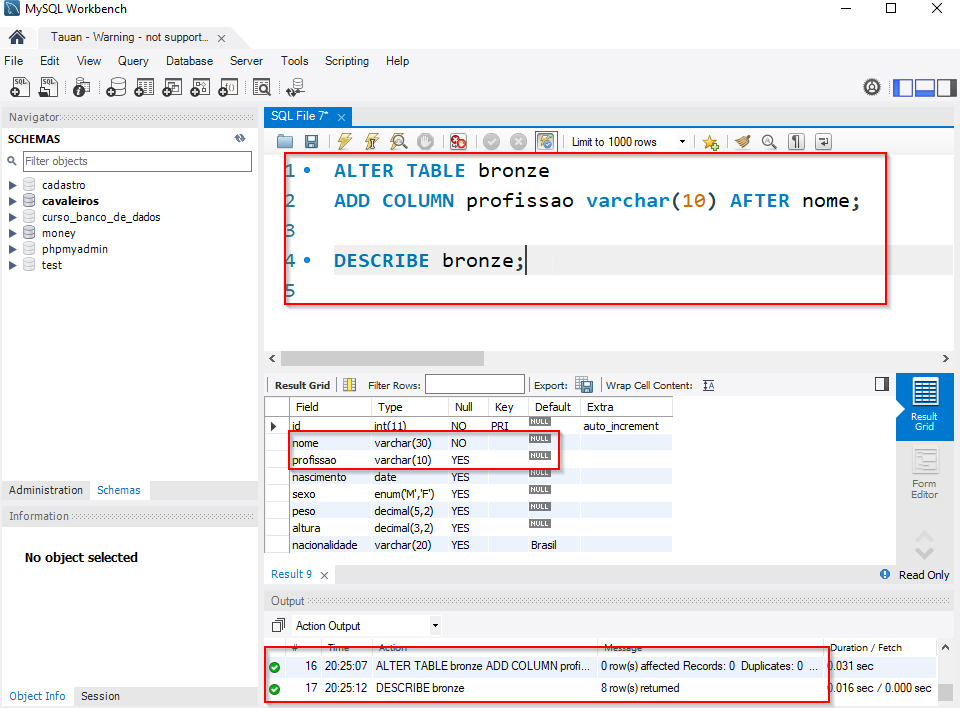 MySQL Workbench
Tauan - Warning - not support...
File Edit View Query Database Server Tools Scripting Help
Navigator
SCHEMAS
Filter objects
cadastro
cavaleiros
curso_banco_de_dados
money
phpmyadmin
test
Administration Schemas
Information
No object selected
Object Info Session
SQL File 7*
Limit to 1000 rows
1 ALTER TABLE bronze
2 ADD COLUMN profissao varchar(10) AFTER nome;
3
4 DESCRIBE bronze;
5
Result Grid Filter Rows: Export: Wrap Cell Content:
Field Type Null Key Default Extra
id int(11) NO PRI NULL auto_increment
nome varchar(30) NO NULL
profissao varchar(10) YES NULL
nascimento date YES NULL
sexo enum('M','F') YES NULL
peso decimal(5,2) YES NULL
altura decimal(3,2) YES NULL
nacionalidade varchar(20) YES Brasil
Result Grid
Form Editor
Result 9
Read Only
Output
Action Output
# Time Action Message Duration / Fetch
16 20:25:07 ALTER TABLE bronze ADD COLUMN profi... 0 row(s) affected Records: 0 Duplicates: 0 ... 0.031 sec
17 20:25:12 DESCRIBE bronze 8 row(s) returned 0.016 sec / 0.000 sec